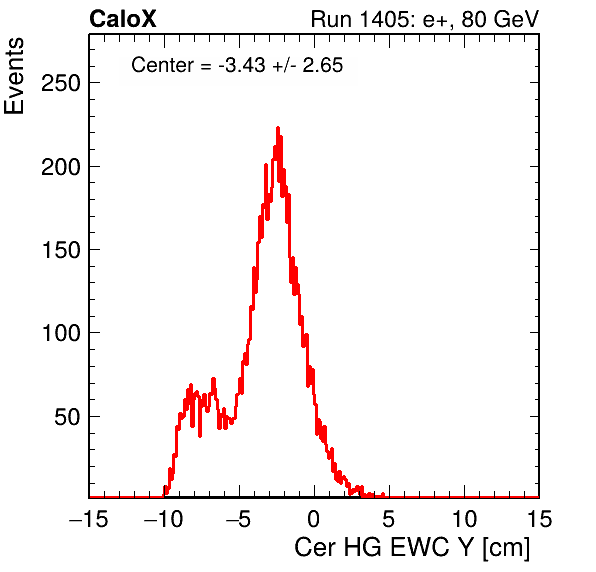 CaloX Run 1405: e+, 80 GeV
Center = -3.43 +/- 2.65
Events
250
200
150
100
50
−15 −10 −5 0 5 10 15
Cer HG EWC Y [cm]